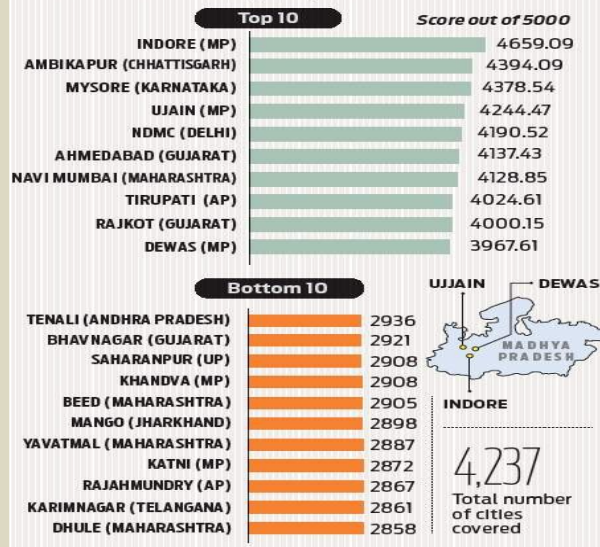 Top 10
Score out of 5000
INDORE (MP) 4659.09
AMBIKAPUR (CHHATTISGARH) 4394.09
MYSORE (KARNATAKA) 4378.54
UJAIN (MP) 4244.47
NDMC (DELHI) 4190.52
AHMEDABAD (GUJARAT) 4137.43
NAVI MUMBAI (MAHARASHTRA) 4128.85
TIRUPATI (AP) 4024.61
RAJKOT (GUJARAT) 4000.15
DEWAS (MP) 3967.61
Bottom 10
TENALI (ANDHRA PRADESH) 2936
BHAVNAGAR (GUJARAT) 2921
SAHARANPUR (UP) 2908
KHANDVA (MP) 2908
BEED (MAHARASHTRA) 2905
MANGO (JHARKHAND) 2898
YAVATMAL (MAHARASHTRA) 2887
KATNI (MP) 2872
RAJAHMUNDRY (AP) 2867
KARIMNAGAR (TELANGANA) 2861
DHULE (MAHARASHTRA) 2858
UJJAIN
DEWAS
MADHYA
PRADESH
INDORE
4,237
Total number
of cities
covered